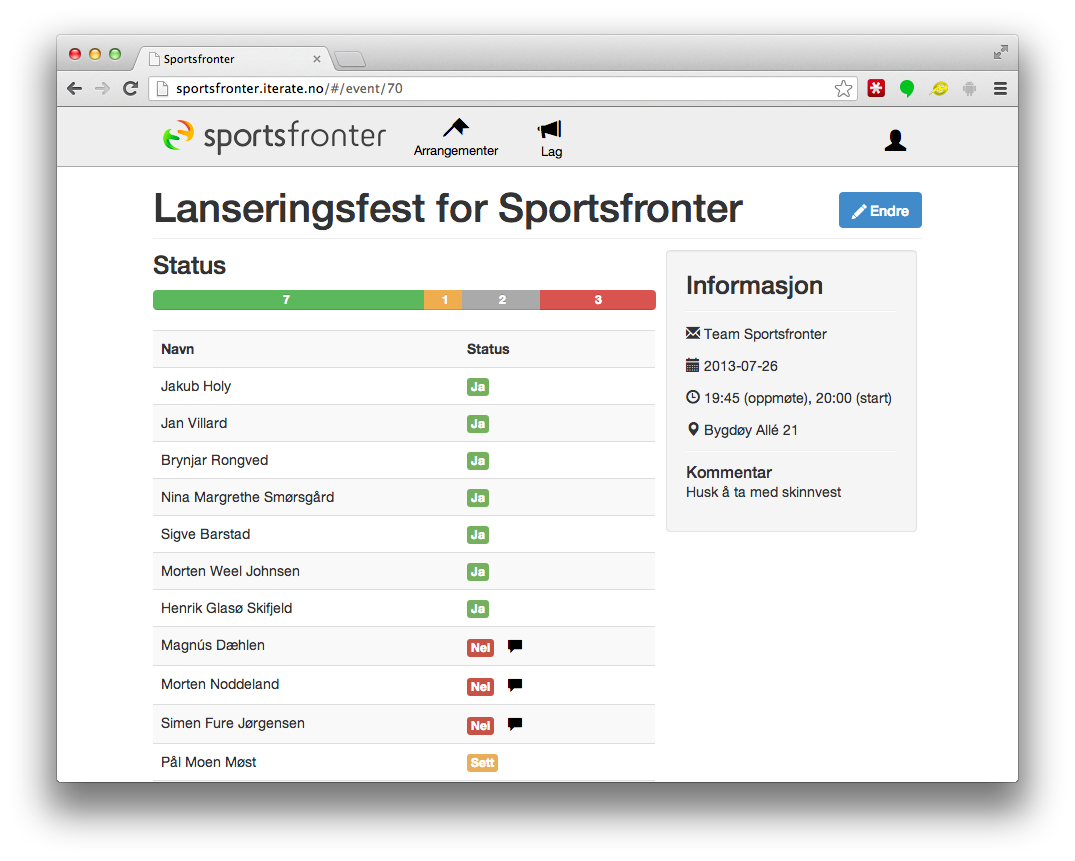 Sportsfronter
sportsfronter.iterate.no/#/event/70
sportsfronter
Arrangementer
Lag
Lanseringsfest for Sportsfronter
Endre
Status
7 1 2 3
Navn Status
Jakub Holy Ja
Jan Villard Ja
Brynjar Rongved Ja
Nina Margrethe Smørsgård Ja
Sigve Barstad Ja
Morten Weel Johnsen Ja
Henrik Glasø Skifjeld Ja
Magnús Dæhlen Nei
Morten Noddeland Nei
Simen Fure Jørgensen Nei
Pål Moen Møst Sett
Informasjon
Team Sportsfronter
2013-07-26
19:45 (oppmøte), 20:00 (start)
Bygdøy Allé 21
Kommentar
Husk å ta med skinnvest